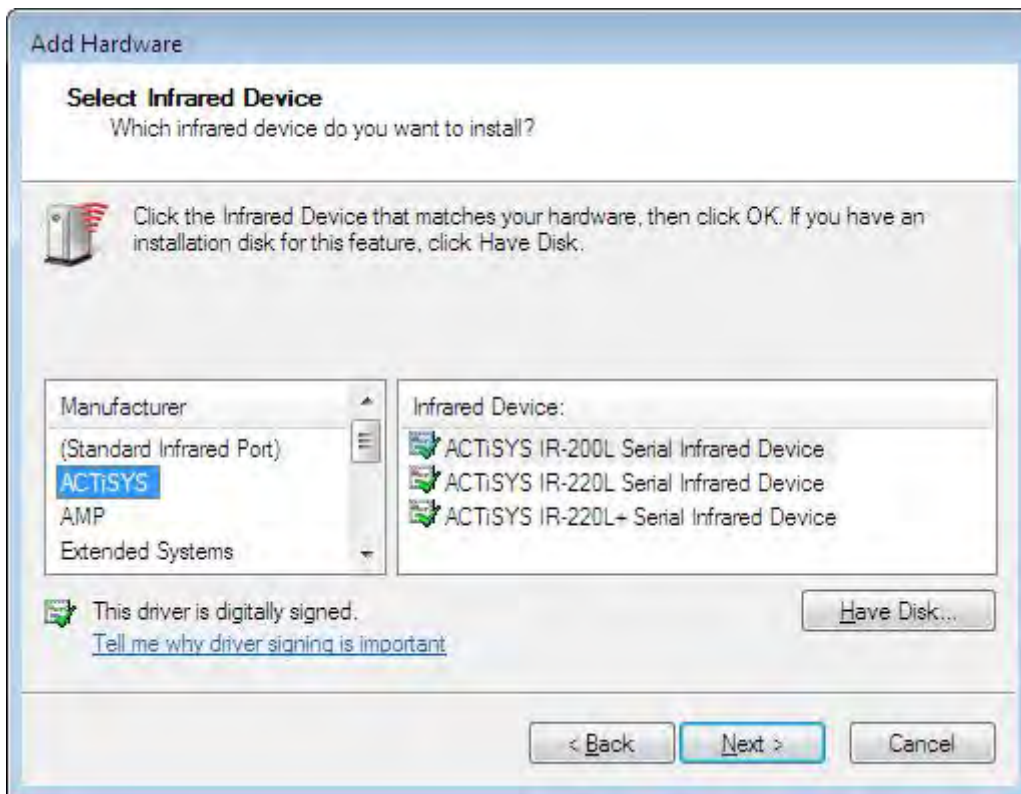 Add Hardware
Select Infrared Device
Which infrared device do you want to install?
Click the Infrared Device that matches your hardware, then click OK. If you have an
installation disk for this feature, click Have Disk.
Manufacturer
(Standard Infrared Port)
ACTiSYS
AMP
Extended Systems
Infrared Device:
ACTiSYS IR-200L Serial Infrared Device
ACTiSYS IR-220L Serial Infrared Device
ACTiSYS IR-220L+ Serial Infrared Device
This driver is digitally signed.
Tell me why driver signing is important
Have Disk...
< Back
Next >
Cancel